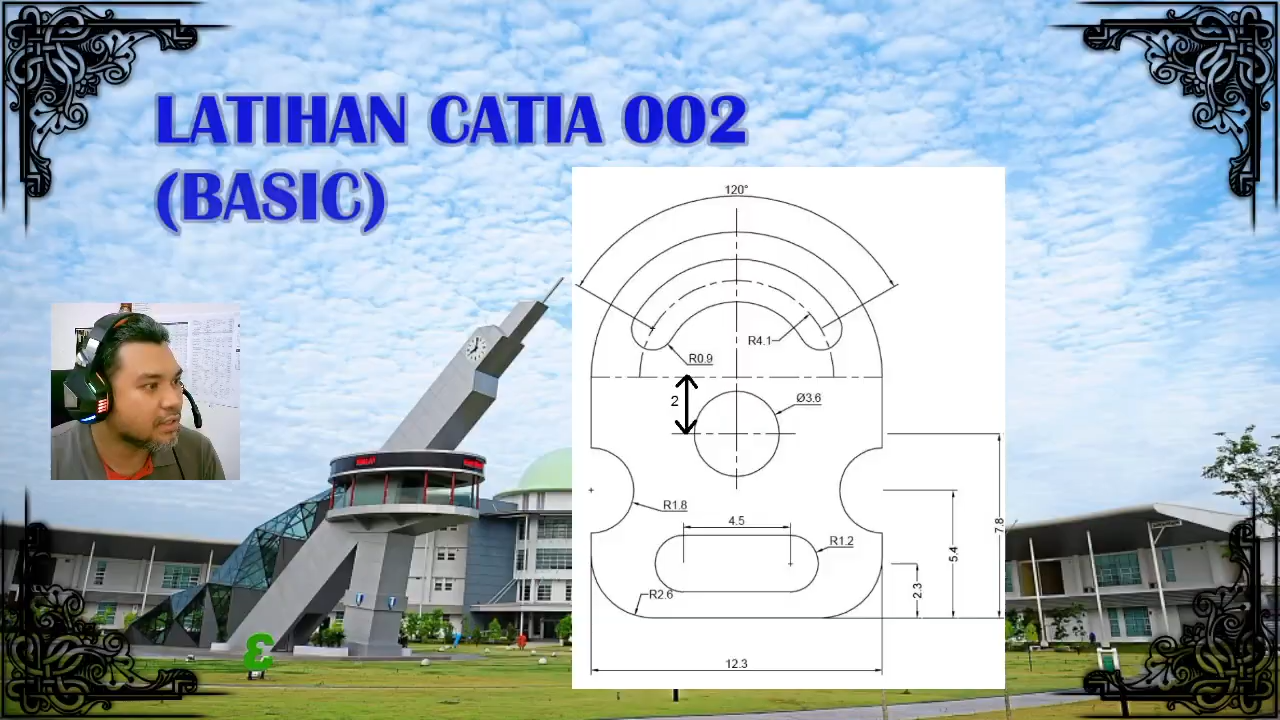 LATIHAN CATIA 002
(BASIC)
120°
R4.1
R0.9
2
Ø3.6
R1.8
4.5
R1.2
7.8
5.4
2.3
R2.6
12.3